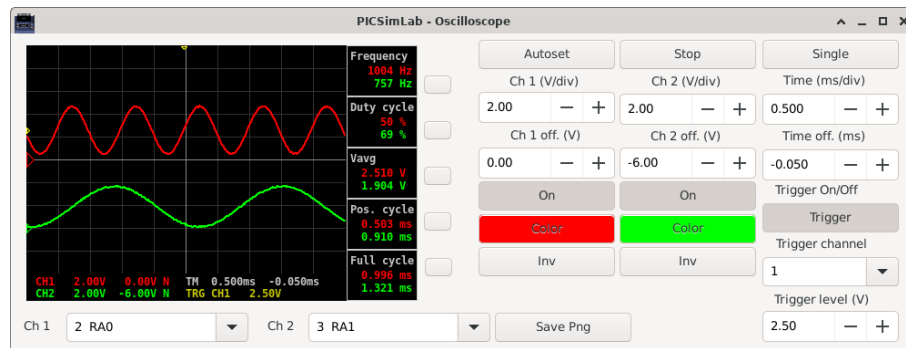 PICSimLab - Oscilloscope
Frequency
1004 Hz
757 Hz
Duty cycle
50 %
69 %
Vavg
2.510 V
1.904 V
Pos. cycle
0.503 ms
0.910 ms
Full cycle
0.996 ms
1.321 ms
CH1 2.00V 0.00V N TM 0.500ms -0.050ms
CH2 2.00V -6.00V N TRG CH1 2.50V
Autoset Stop Single
Ch 1 (V/div) Ch 2 (V/div) Time (ms/div)
2.00 — + 2.00 — + 0.500 — +
Ch 1 off. (V) Ch 2 off. (V) Time off. (ms)
0.00 — + -6.00 — + -0.050 — +
On On Trigger On/Off
Color Color Trigger
Inv Inv Trigger channel
1
Trigger level (V)
2.50 — +
Ch 1 2 RA0 Ch 2 3 RA1 Save Png